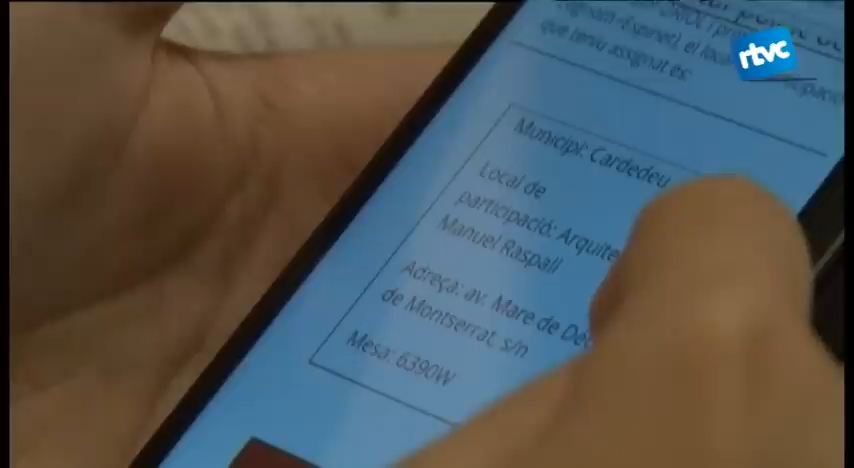 rtvc
que teniu assignat és:
Municipi: Cardedeu
Local de
participació: Arquite
Manuel Raspall
Adreça: av. Mare de Dé
de Montserrat, s/n
Mesa: 6390W